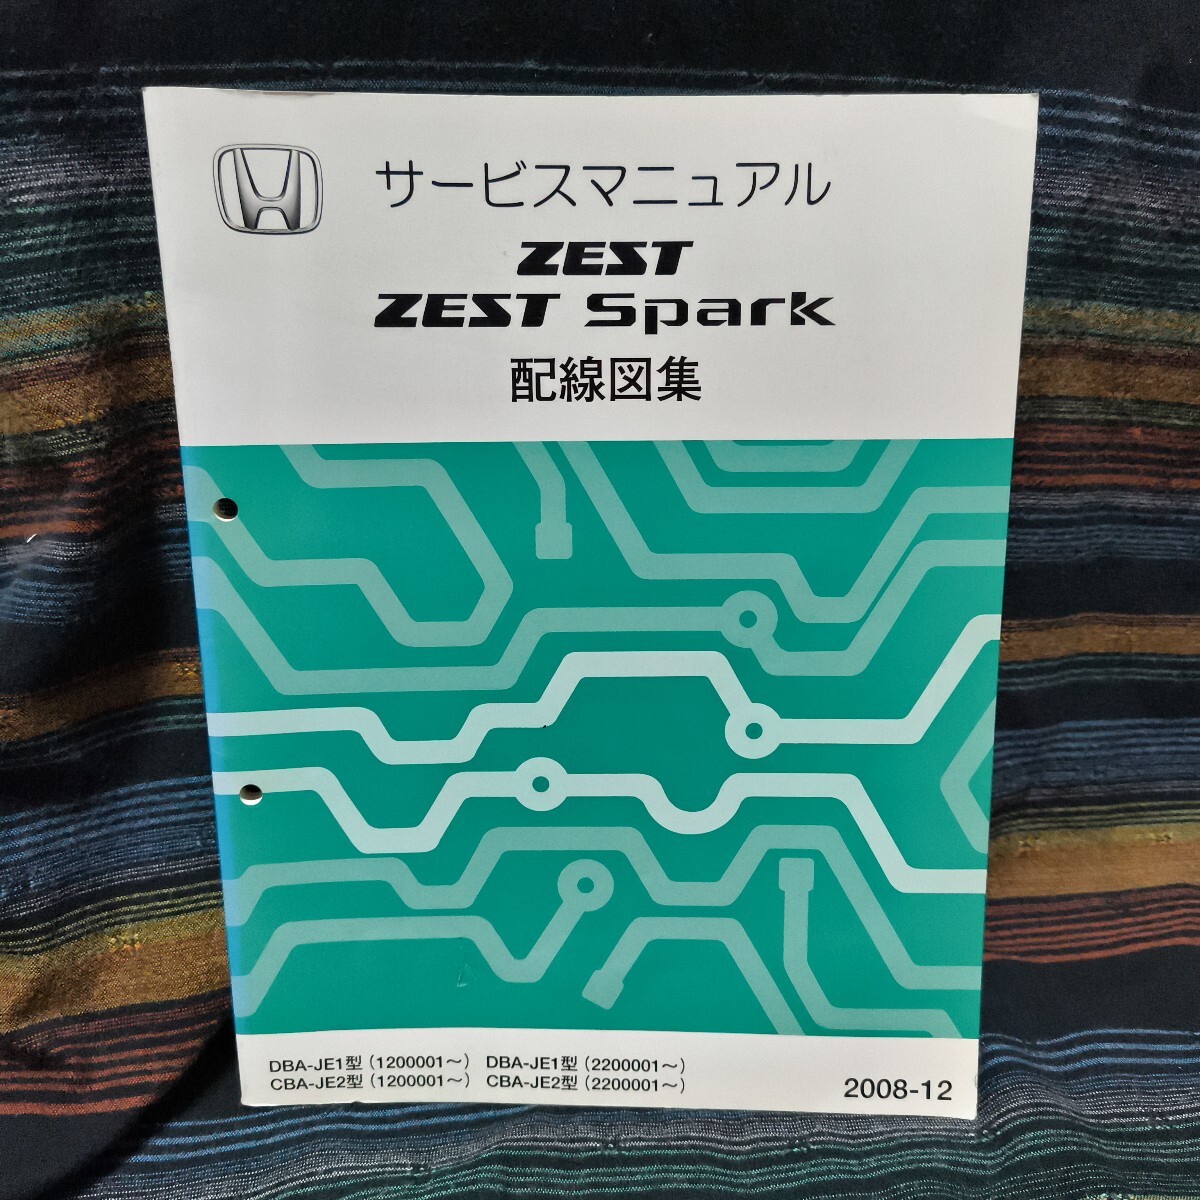 サービスマニュアル
ZEST
ZEST Spark
配線図集
DBA-JE1型（1200001～） DBA-JE1型（2200001～）
CBA-JE2型（1200001～） CBA-JE2型（2200001～）
2008-12